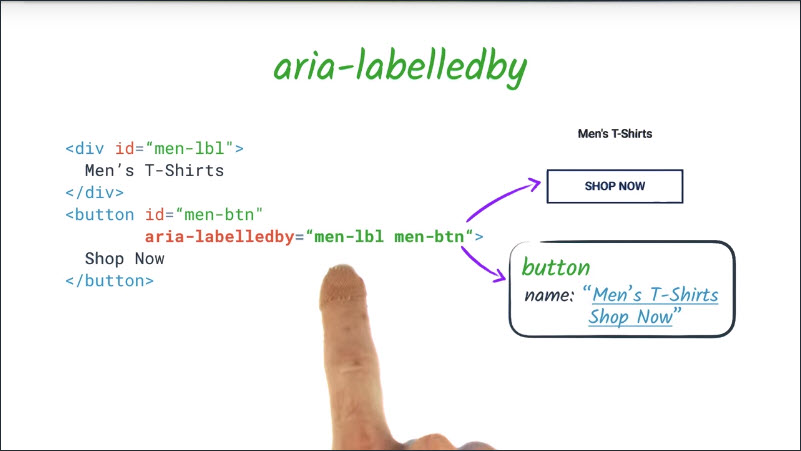 aria-labelledby
<div id=“men-lbl">
Men’s T-Shirts
</div>
<button id=“men-btn"
aria-labelledby=“men-lbl men-btn“>
Shop Now
</button>
Men's T-Shirts
SHOP NOW
button
name: “Men’s T-Shirts
Shop Now”